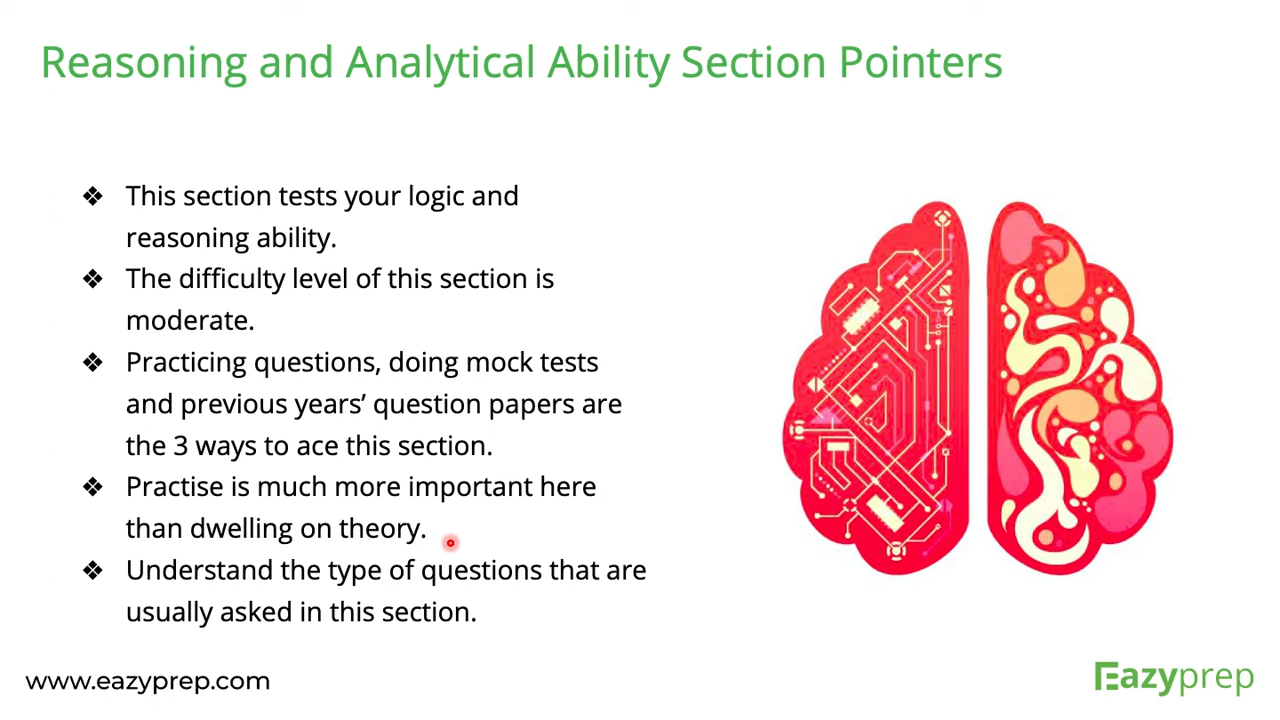 Reasoning and Analytical Ability Section Pointers
❖ This section tests your logic and
reasoning ability.
❖ The difficulty level of this section is
moderate.
❖ Practicing questions, doing mock tests
and previous years’ question papers are
the 3 ways to ace this section.
❖ Practise is much more important here
than dwelling on theory.
❖ Understand the type of questions that are
usually asked in this section.
www.eazyprep.com
Eazyprep